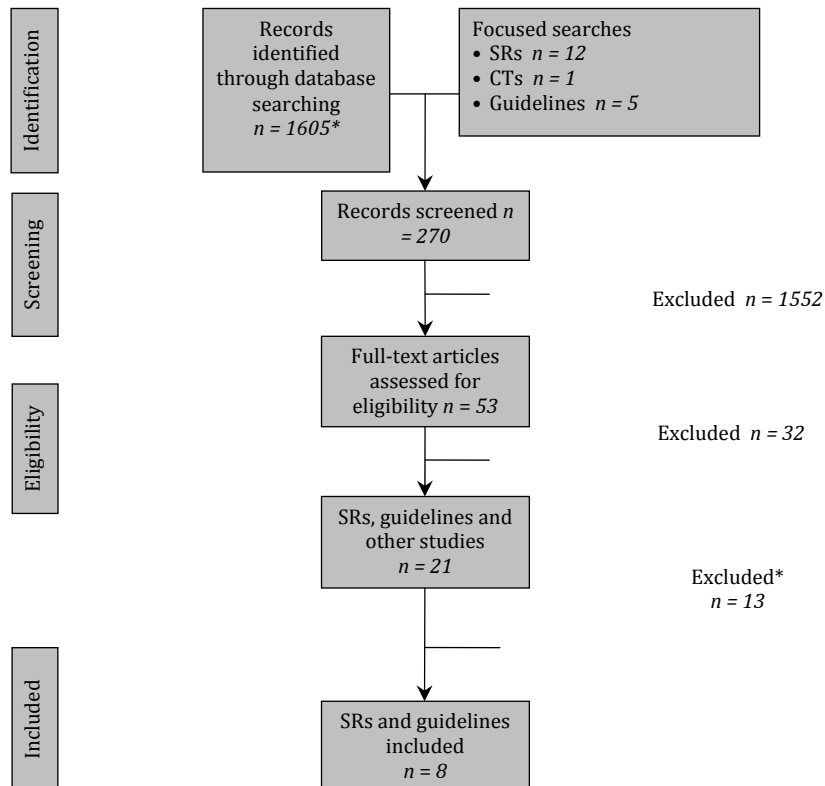 Identification
Records
identified
through database
searching
n = 1605*
Focused searches
• SRs n = 12
• CTs n = 1
• Guidelines n = 5
Screening
Records screened n
= 270
Excluded n = 1552
Full-text articles
assessed for
eligibility n = 53
Eligibility
Excluded n = 32
SRs, guidelines and
other studies
n = 21
Excluded*
n = 13
Included
SRs and guidelines
included
n = 8